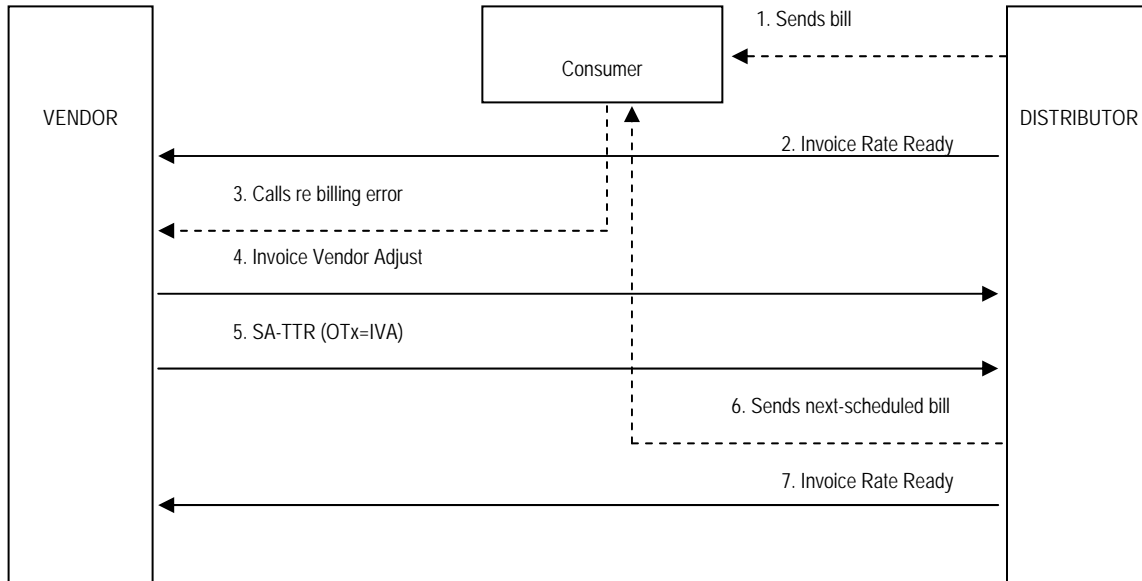 1. Sends bill
Consumer
VENDOR
DISTRIBUTOR
2. Invoice Rate Ready
3. Calls re billing error
4. Invoice Vendor Adjust
5. SA-TTR (OTx=IVA)
6. Sends next-scheduled bill
7. Invoice Rate Ready